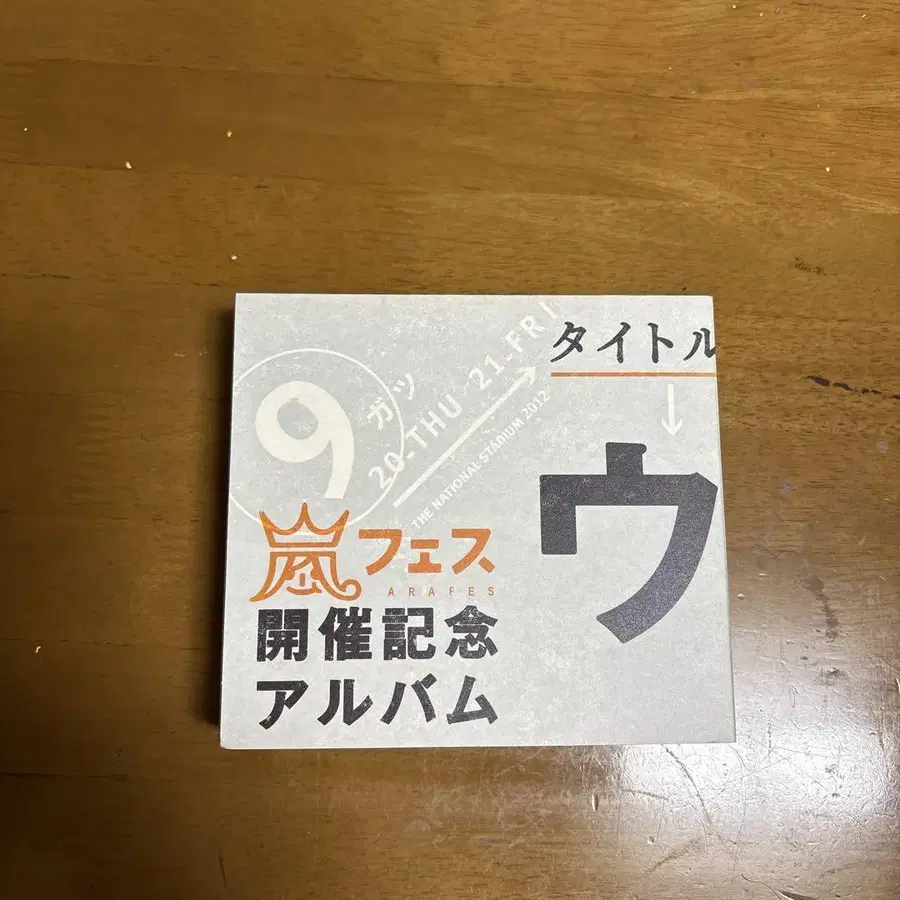 9
ガツ
20-THU 21-FRI
THE NATIONAL STADIUM 2012
嵐フェス
ARAFES
開催記念
アルバム
タイトル
↓
ウ